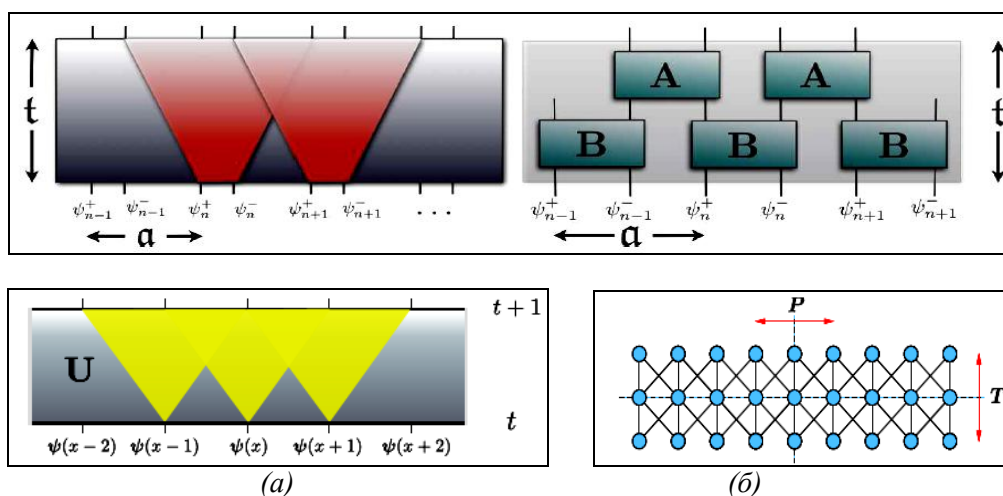 t
A A
B B B
t
ψ⁺ₙ₋₁ ψ⁻ₙ₋₁ ψ⁺ₙ ψ⁻ₙ ψ⁺ₙ₊₁ ψ⁻ₙ₊₁ ...
a
ψ⁺ₙ₋₁ ψ⁻ₙ₋₁ ψ⁺ₙ ψ⁻ₙ ψ⁺ₙ₊₁ ψ⁻ₙ₊₁
a
t + 1
U
t
ψ(x−2) ψ(x−1) ψ(x) ψ(x+1) ψ(x+2)
P
T
(а)
(б)